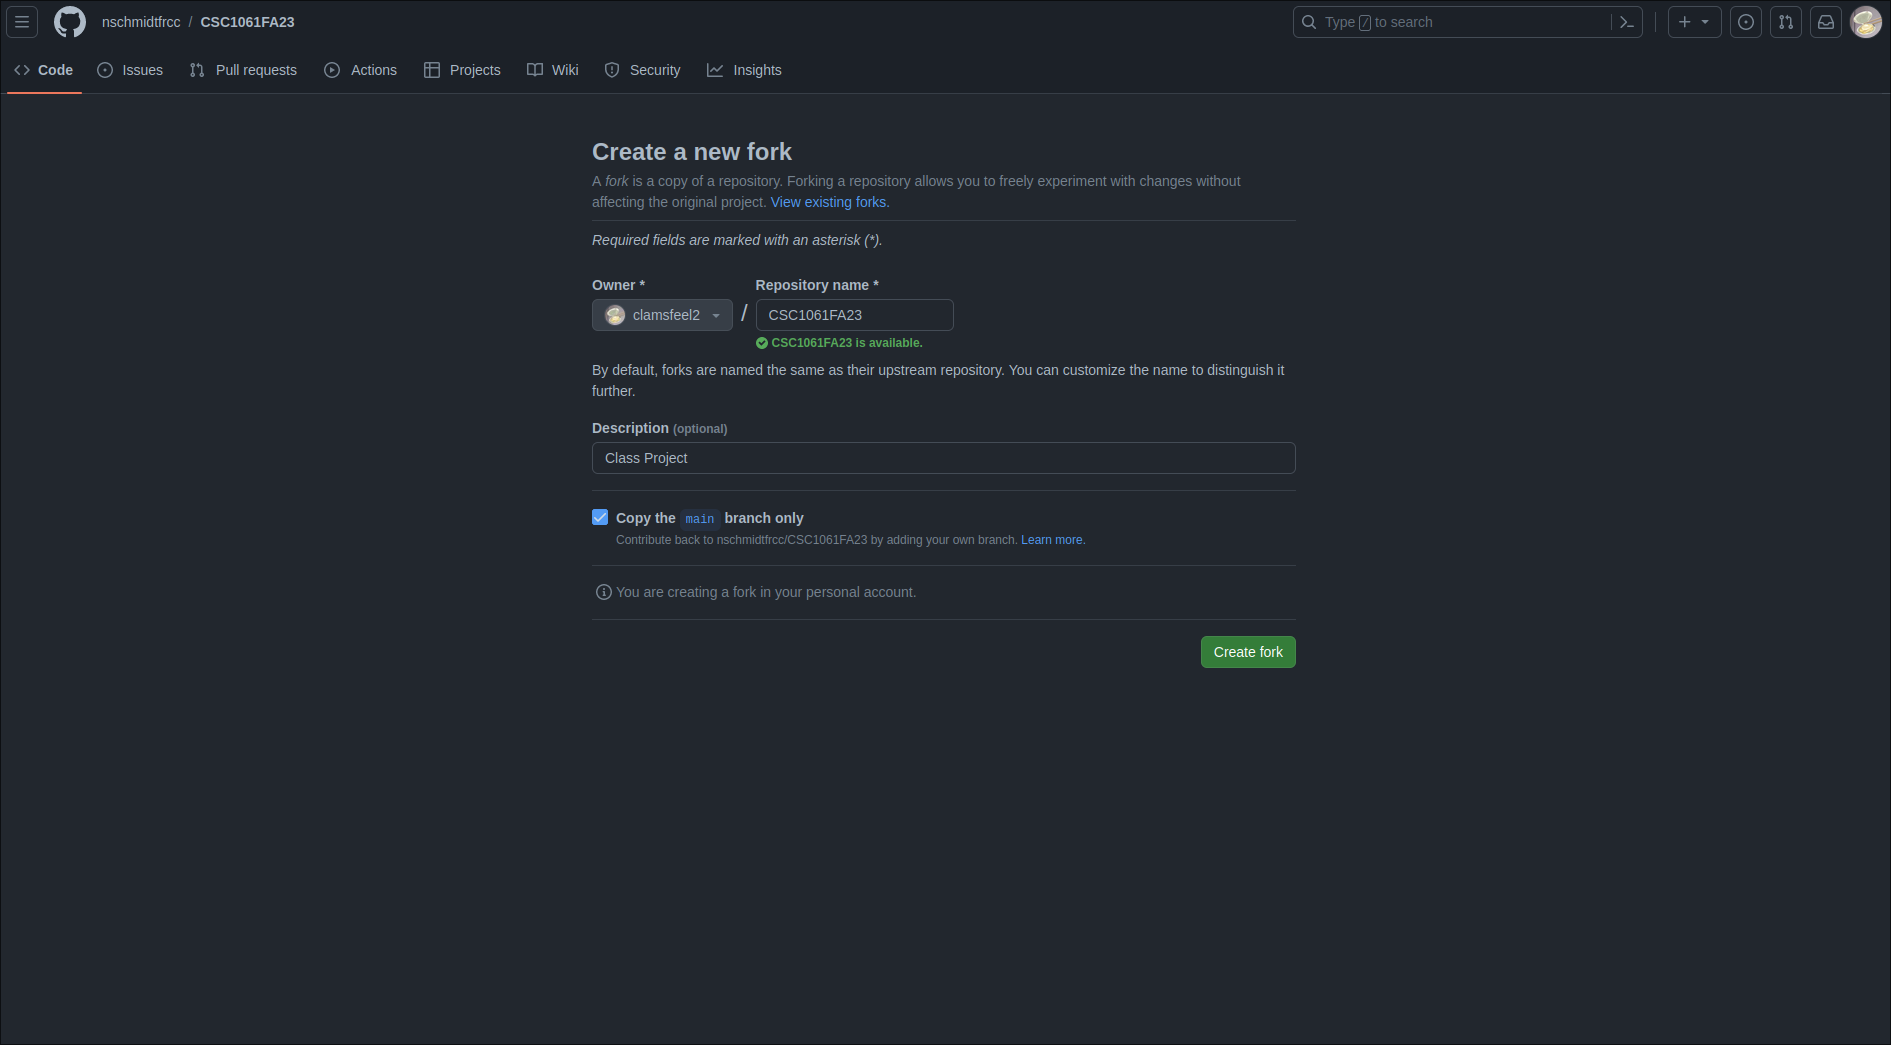 nschmidtfrcc / CSC1061FA23
Type / to search
Code Issues Pull requests Actions Projects Wiki Security Insights
Create a new fork
A fork is a copy of a repository. Forking a repository allows you to freely experiment with changes without
affecting the original project. View existing forks.
Required fields are marked with an asterisk (*).
Owner * Repository name *
clamsfeel2 / CSC1061FA23
CSC1061FA23 is available.
By default, forks are named the same as their upstream repository. You can customize the name to distinguish it
further.
Description (optional)
Class Project
Copy the main branch only
Contribute back to nschmidtfrcc/CSC1061FA23 by adding your own branch. Learn more.
You are creating a fork in your personal account.
Create fork